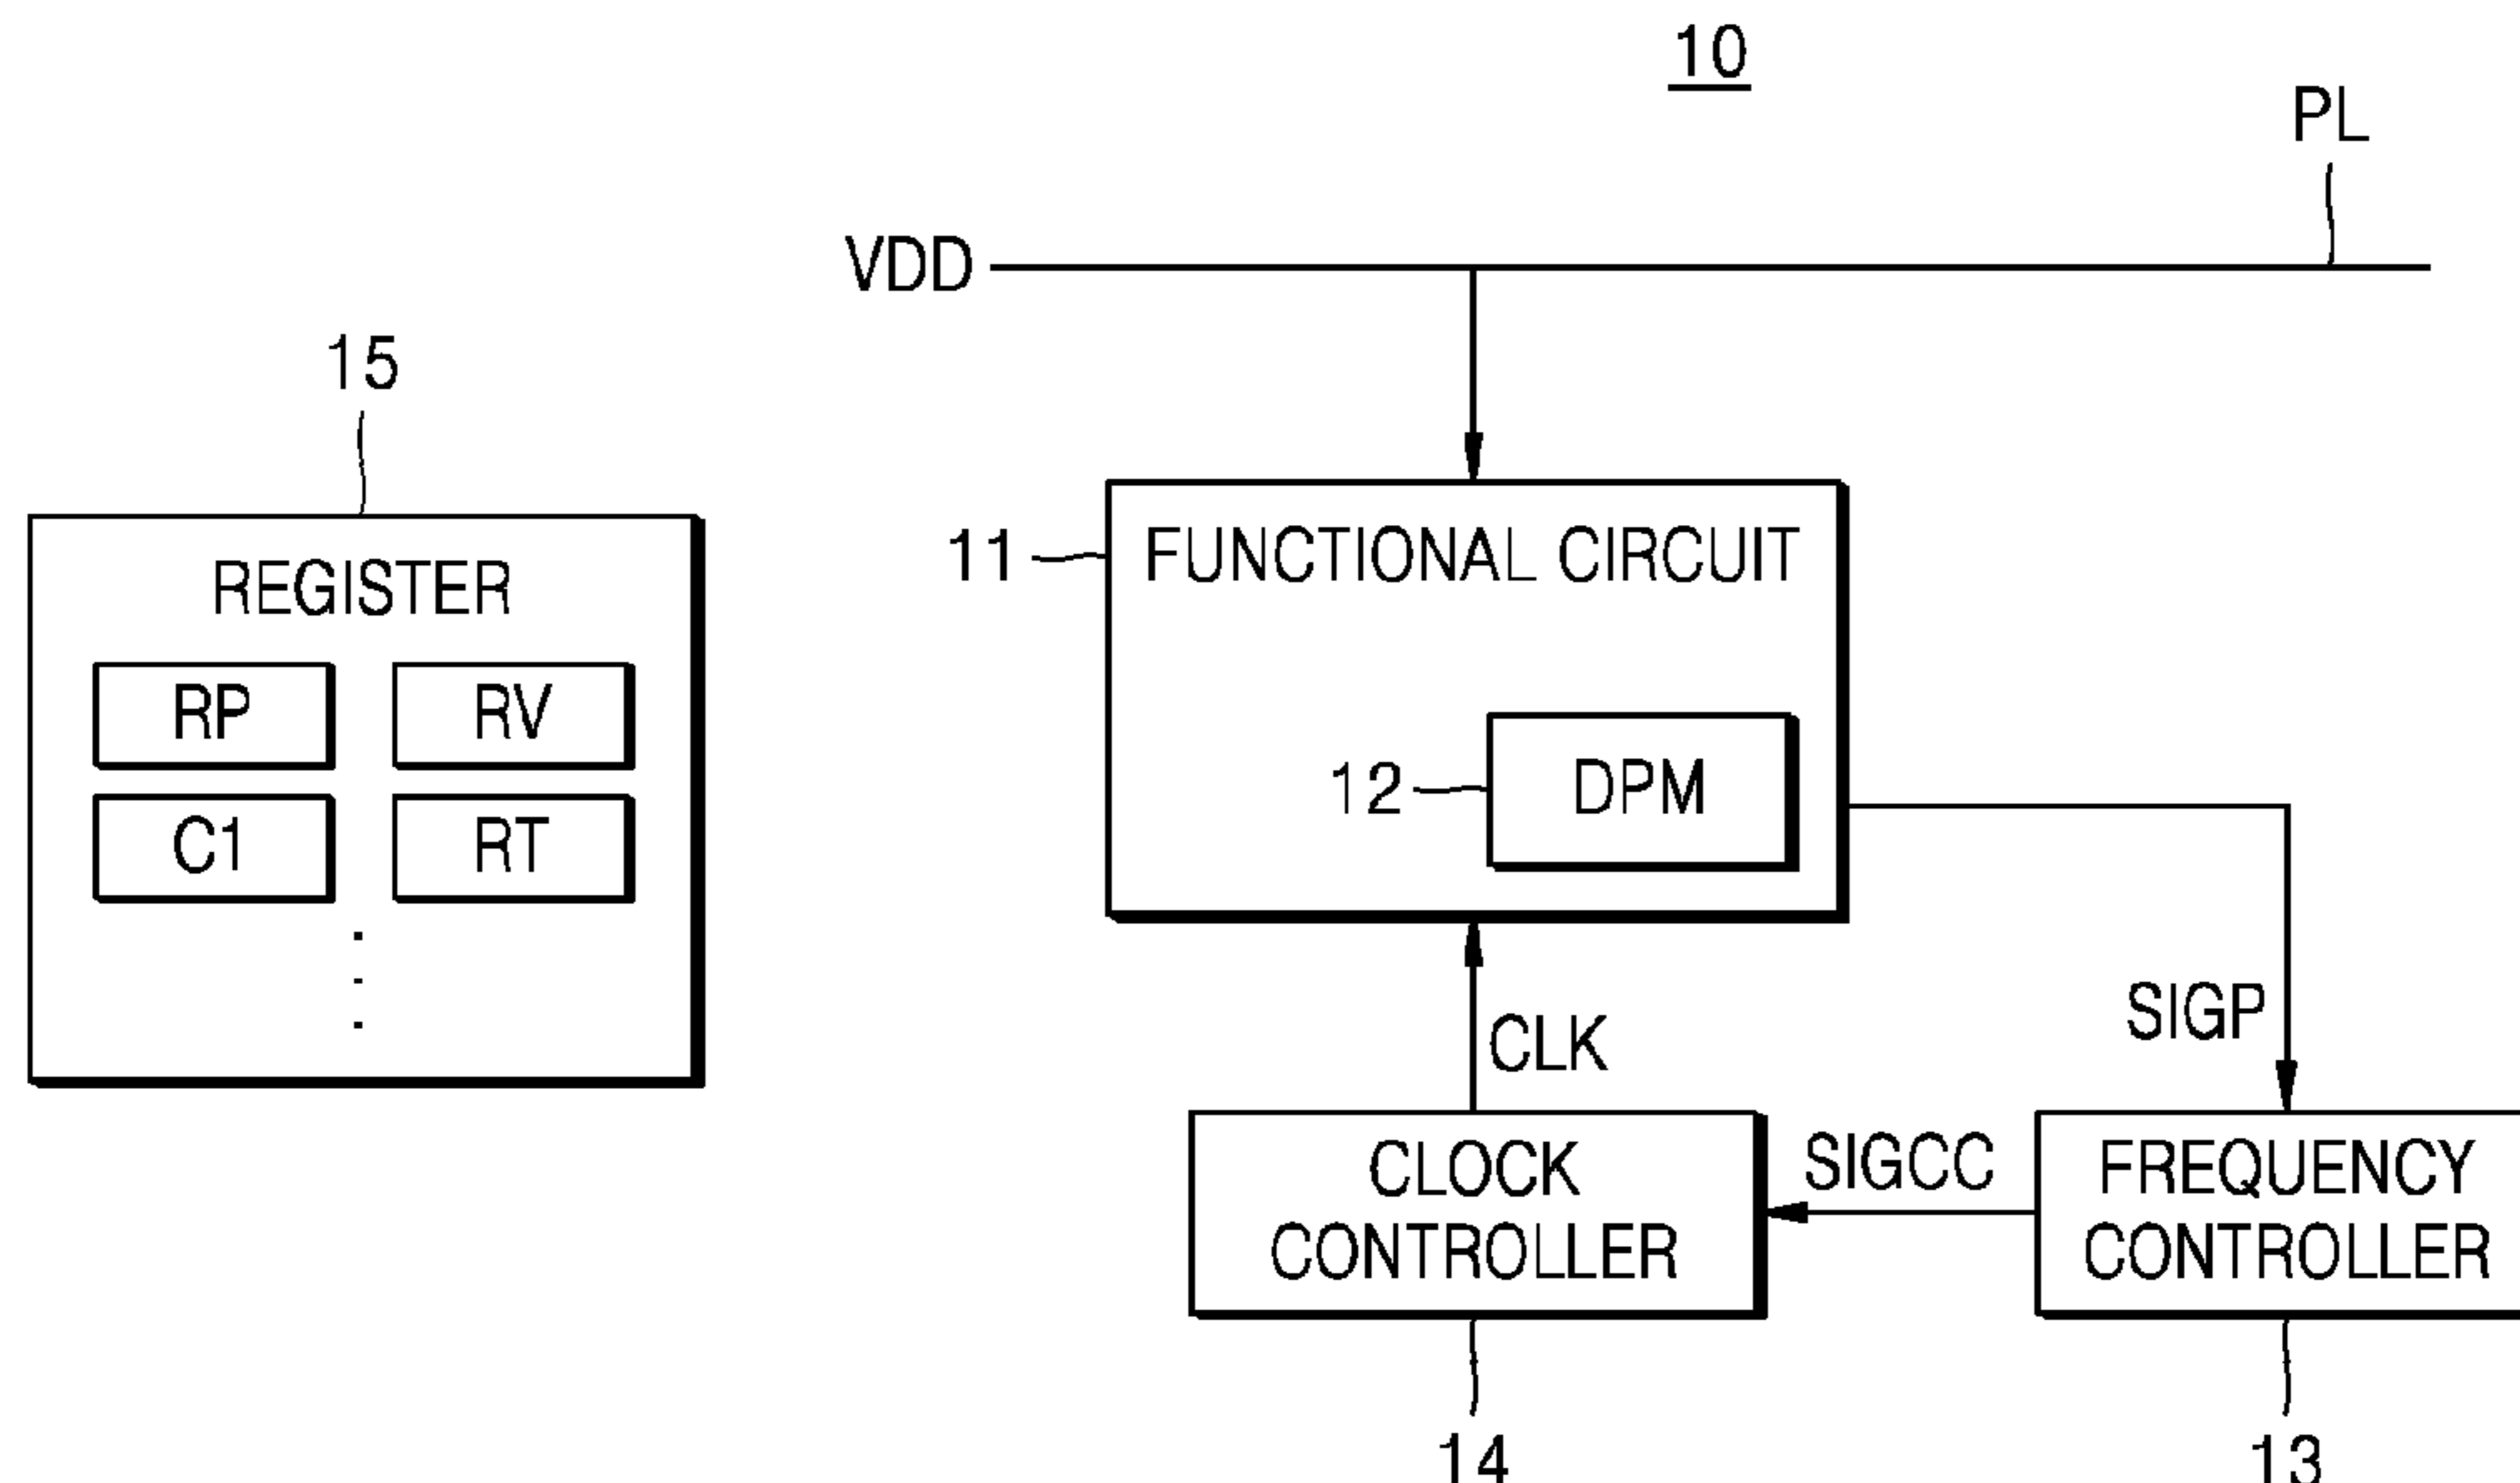 10
PL
VDD
15
REGISTER
RP RV
C1 RT
11 FUNCTIONAL CIRCUIT
12 DPM
CLK
SIGP
CLOCK
CONTROLLER
SIGCC
FREQUENCY
CONTROLLER
14
13